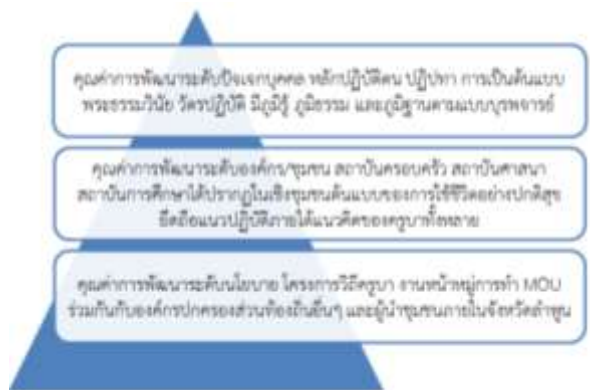 คุณค่าการพัฒนาระดับปัจเจกบุคคล หลักปฏิบัติตน ปฏิปทา การเป็นต้นแบบ
พระธรรมวินัย วัตรปฏิบัติ มีภูมิรู้ ภูมิธรรม และภูมิฐานตามแบบบูรพจารย์
คุณค่าการพัฒนาระดับองค์กร/ชุมชน สถาบันครอบครัว สถาบันศาสนา
สถาบันการศึกษาได้ปรากฏในเชิงชุมชนต้นแบบของการใช้ชีวิตอย่างปกติสุข
ยึดถือแนวปฏิบัติภายใต้แนวคิดของครูบาทั้งหลาย
คุณค่าการพัฒนาระดับนโยบาย โครงการวิถีครูบา งานหน้าหมู่การทำ MOU
ร่วมกันกับองค์กรปกครองส่วนท้องถิ่นอื่นๆ และผู้นำชุมชนภายในจังหวัดลำพูน